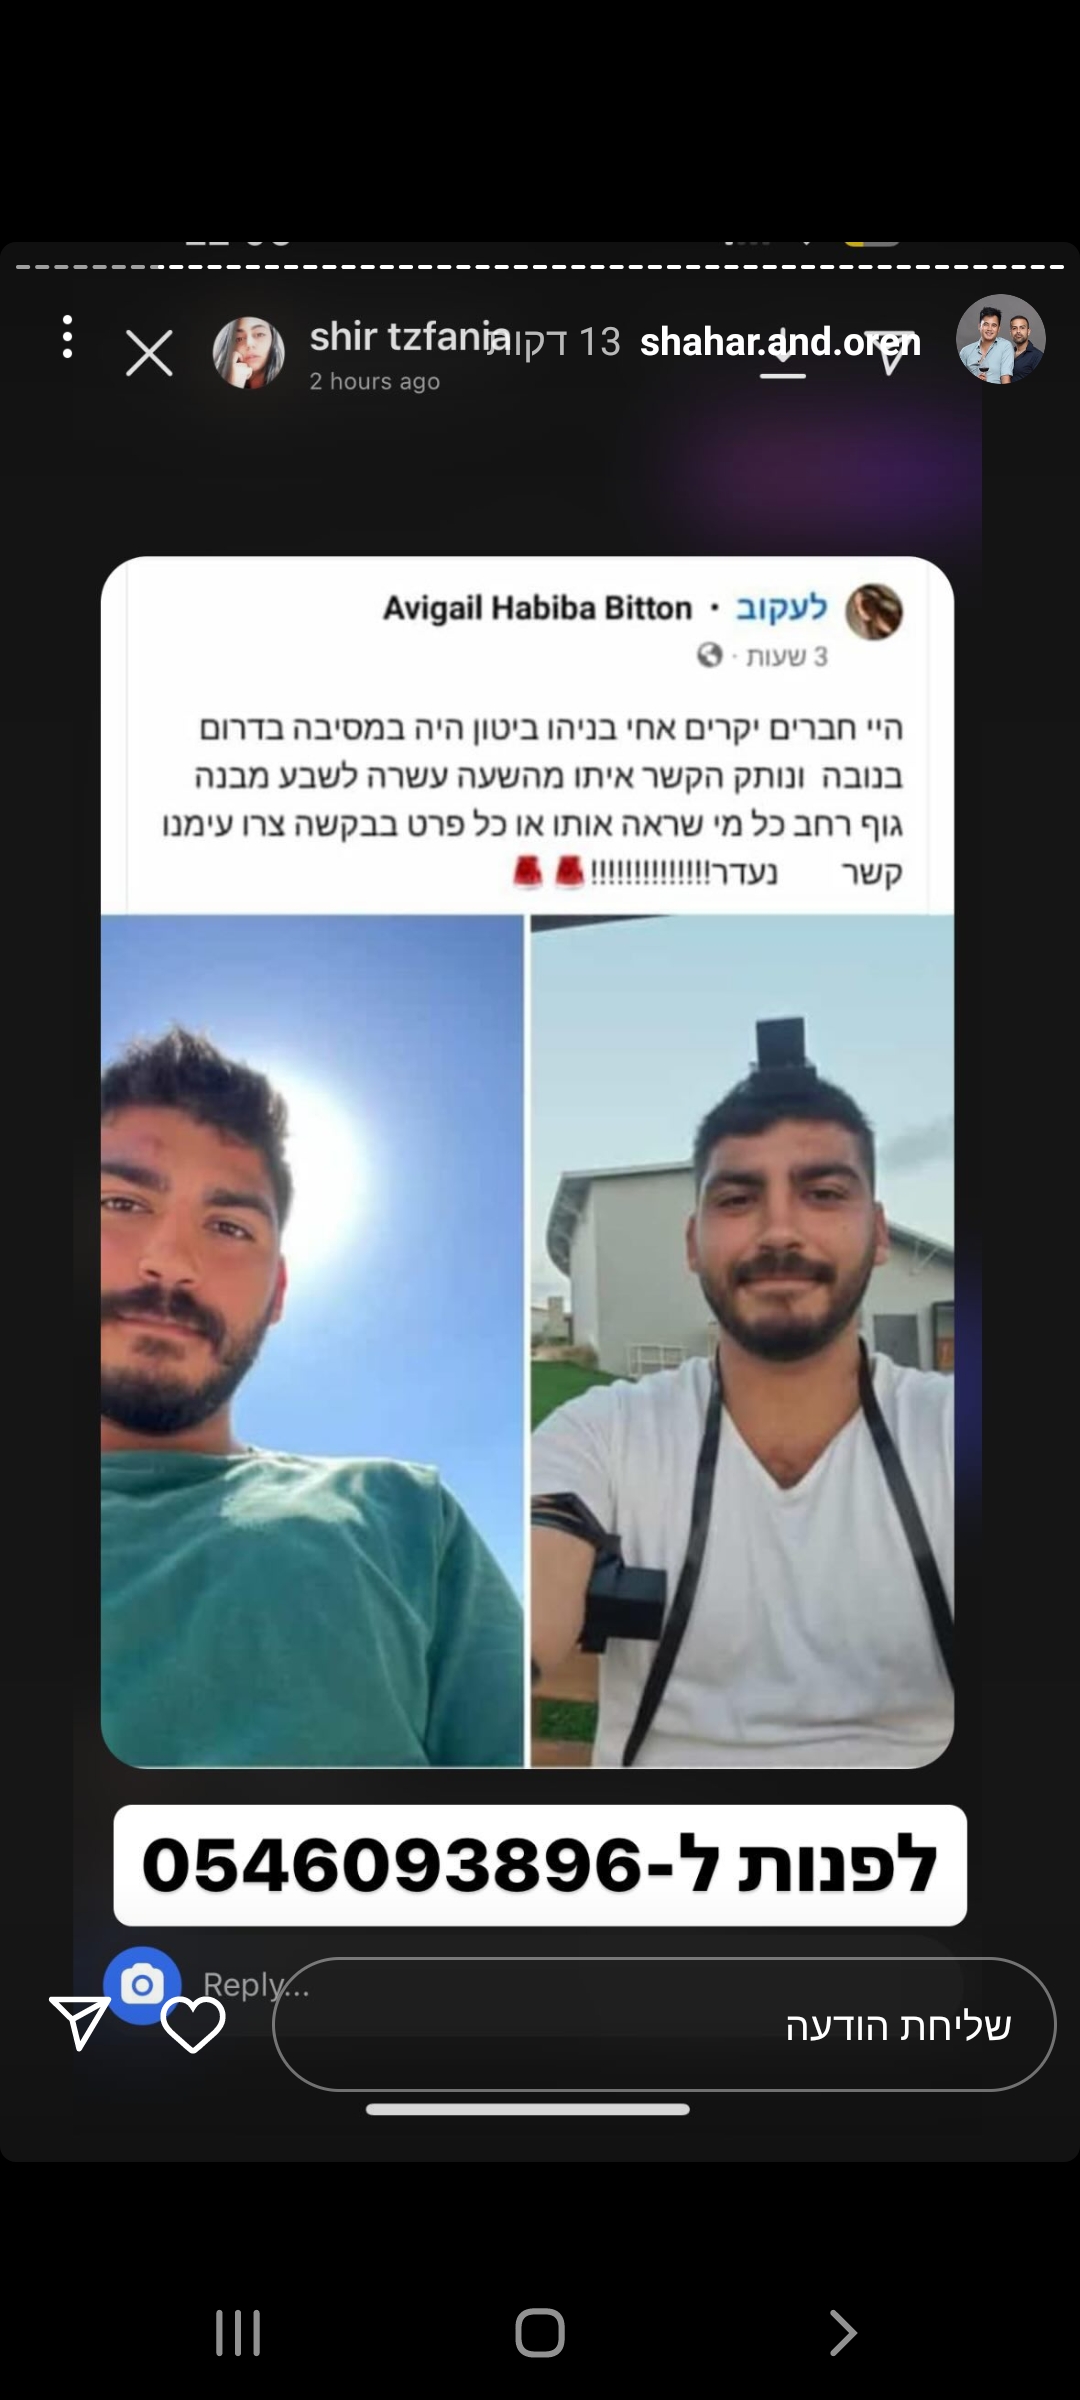 shir tzfania
2 hours ago
shahar.and.oren 13 דקות
Avigail Habiba Bitton · לעקוב
3 שעות ·
היי חברים יקרים אחי בניהו ביטון היה במסיבה בדרום
בנובה ונותק הקשר איתו מהשעה עשרה לשבע מבנה
גוף רחב כל מי שראה אותו או כל פרט בבקשה צרו עימנו
קשר נעדר!!!!!!!!!!!!!!🚨🚨
לפנות ל-0546093896
Reply...
שליחת הודעה